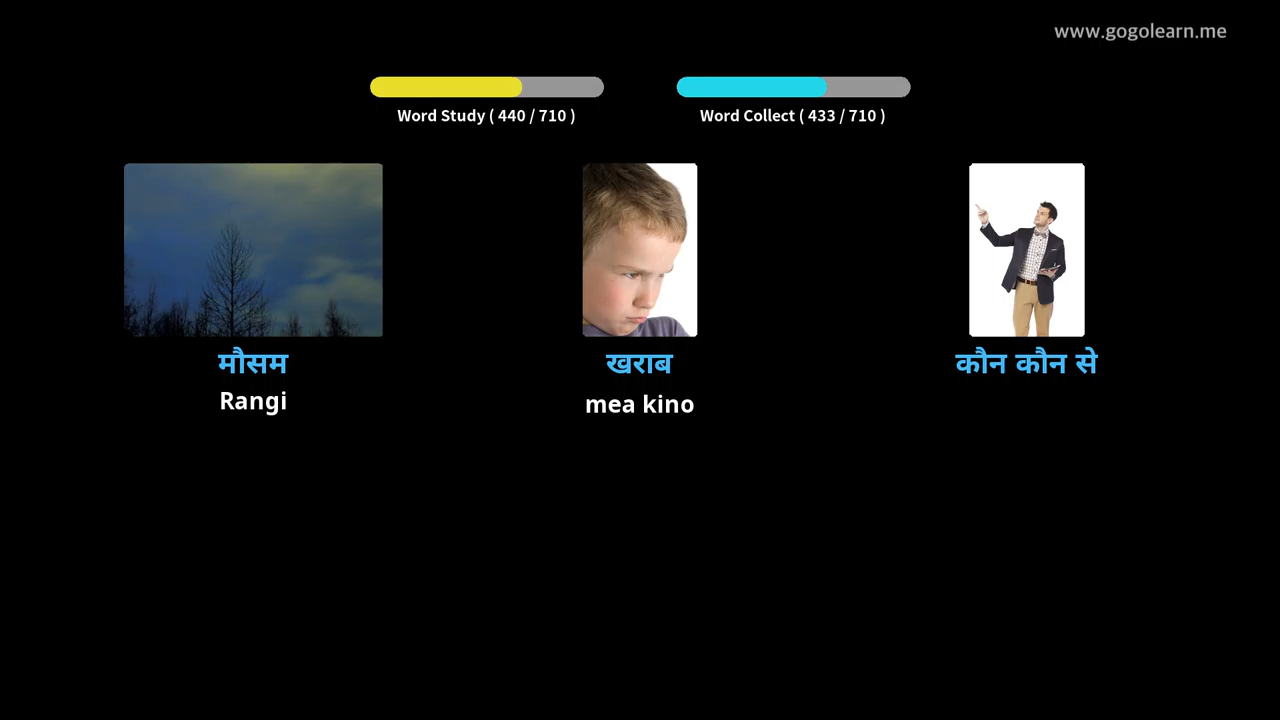 www.gogolearn.me
Word Study ( 440 / 710 )
Word Collect ( 433 / 710 )
मौसम
खराब
कौन कौन से
Rangi
mea kino